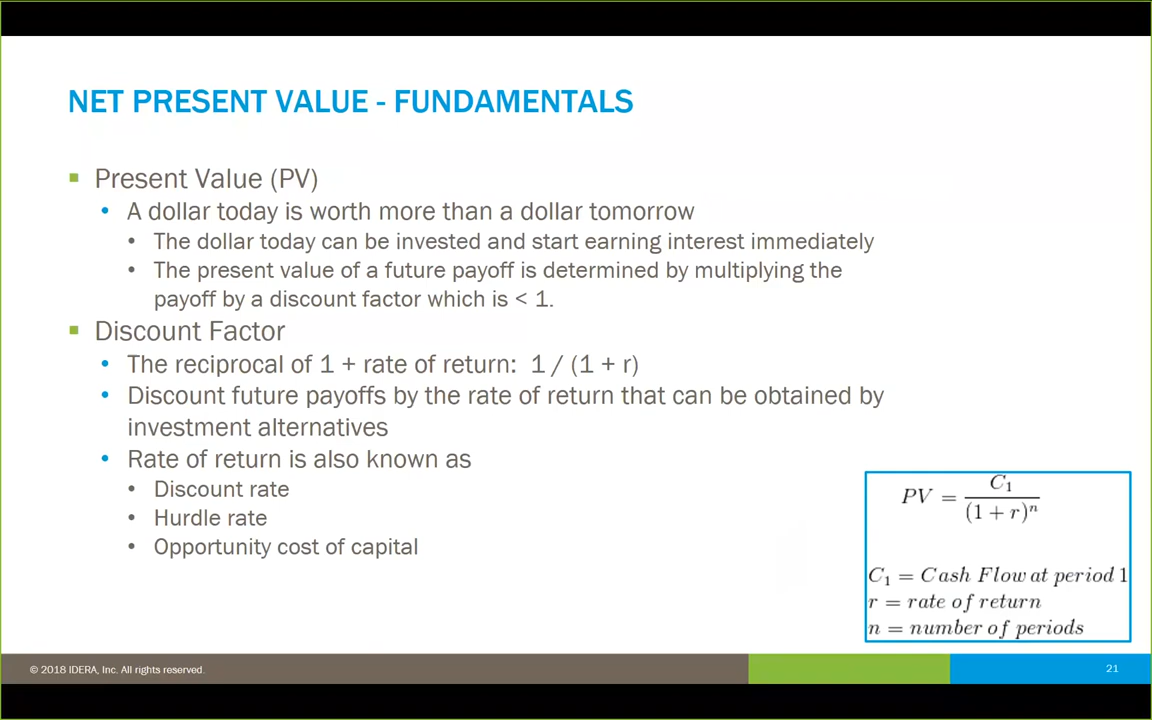 NET PRESENT VALUE - FUNDAMENTALS
▪ Present Value (PV)
• A dollar today is worth more than a dollar tomorrow
• The dollar today can be invested and start earning interest immediately
• The present value of a future payoff is determined by multiplying the
payoff by a discount factor which is < 1.
▪ Discount Factor
• The reciprocal of 1 + rate of return: 1 / (1 + r)
• Discount future payoffs by the rate of return that can be obtained by
investment alternatives
• Rate of return is also known as
• Discount rate
• Hurdle rate
• Opportunity cost of capital
PV = C₁ / (1 + r)ⁿ
C₁ = Cash Flow at period 1
r = rate of return
n = number of periods
© 2018 IDERA, Inc. All rights reserved.
21